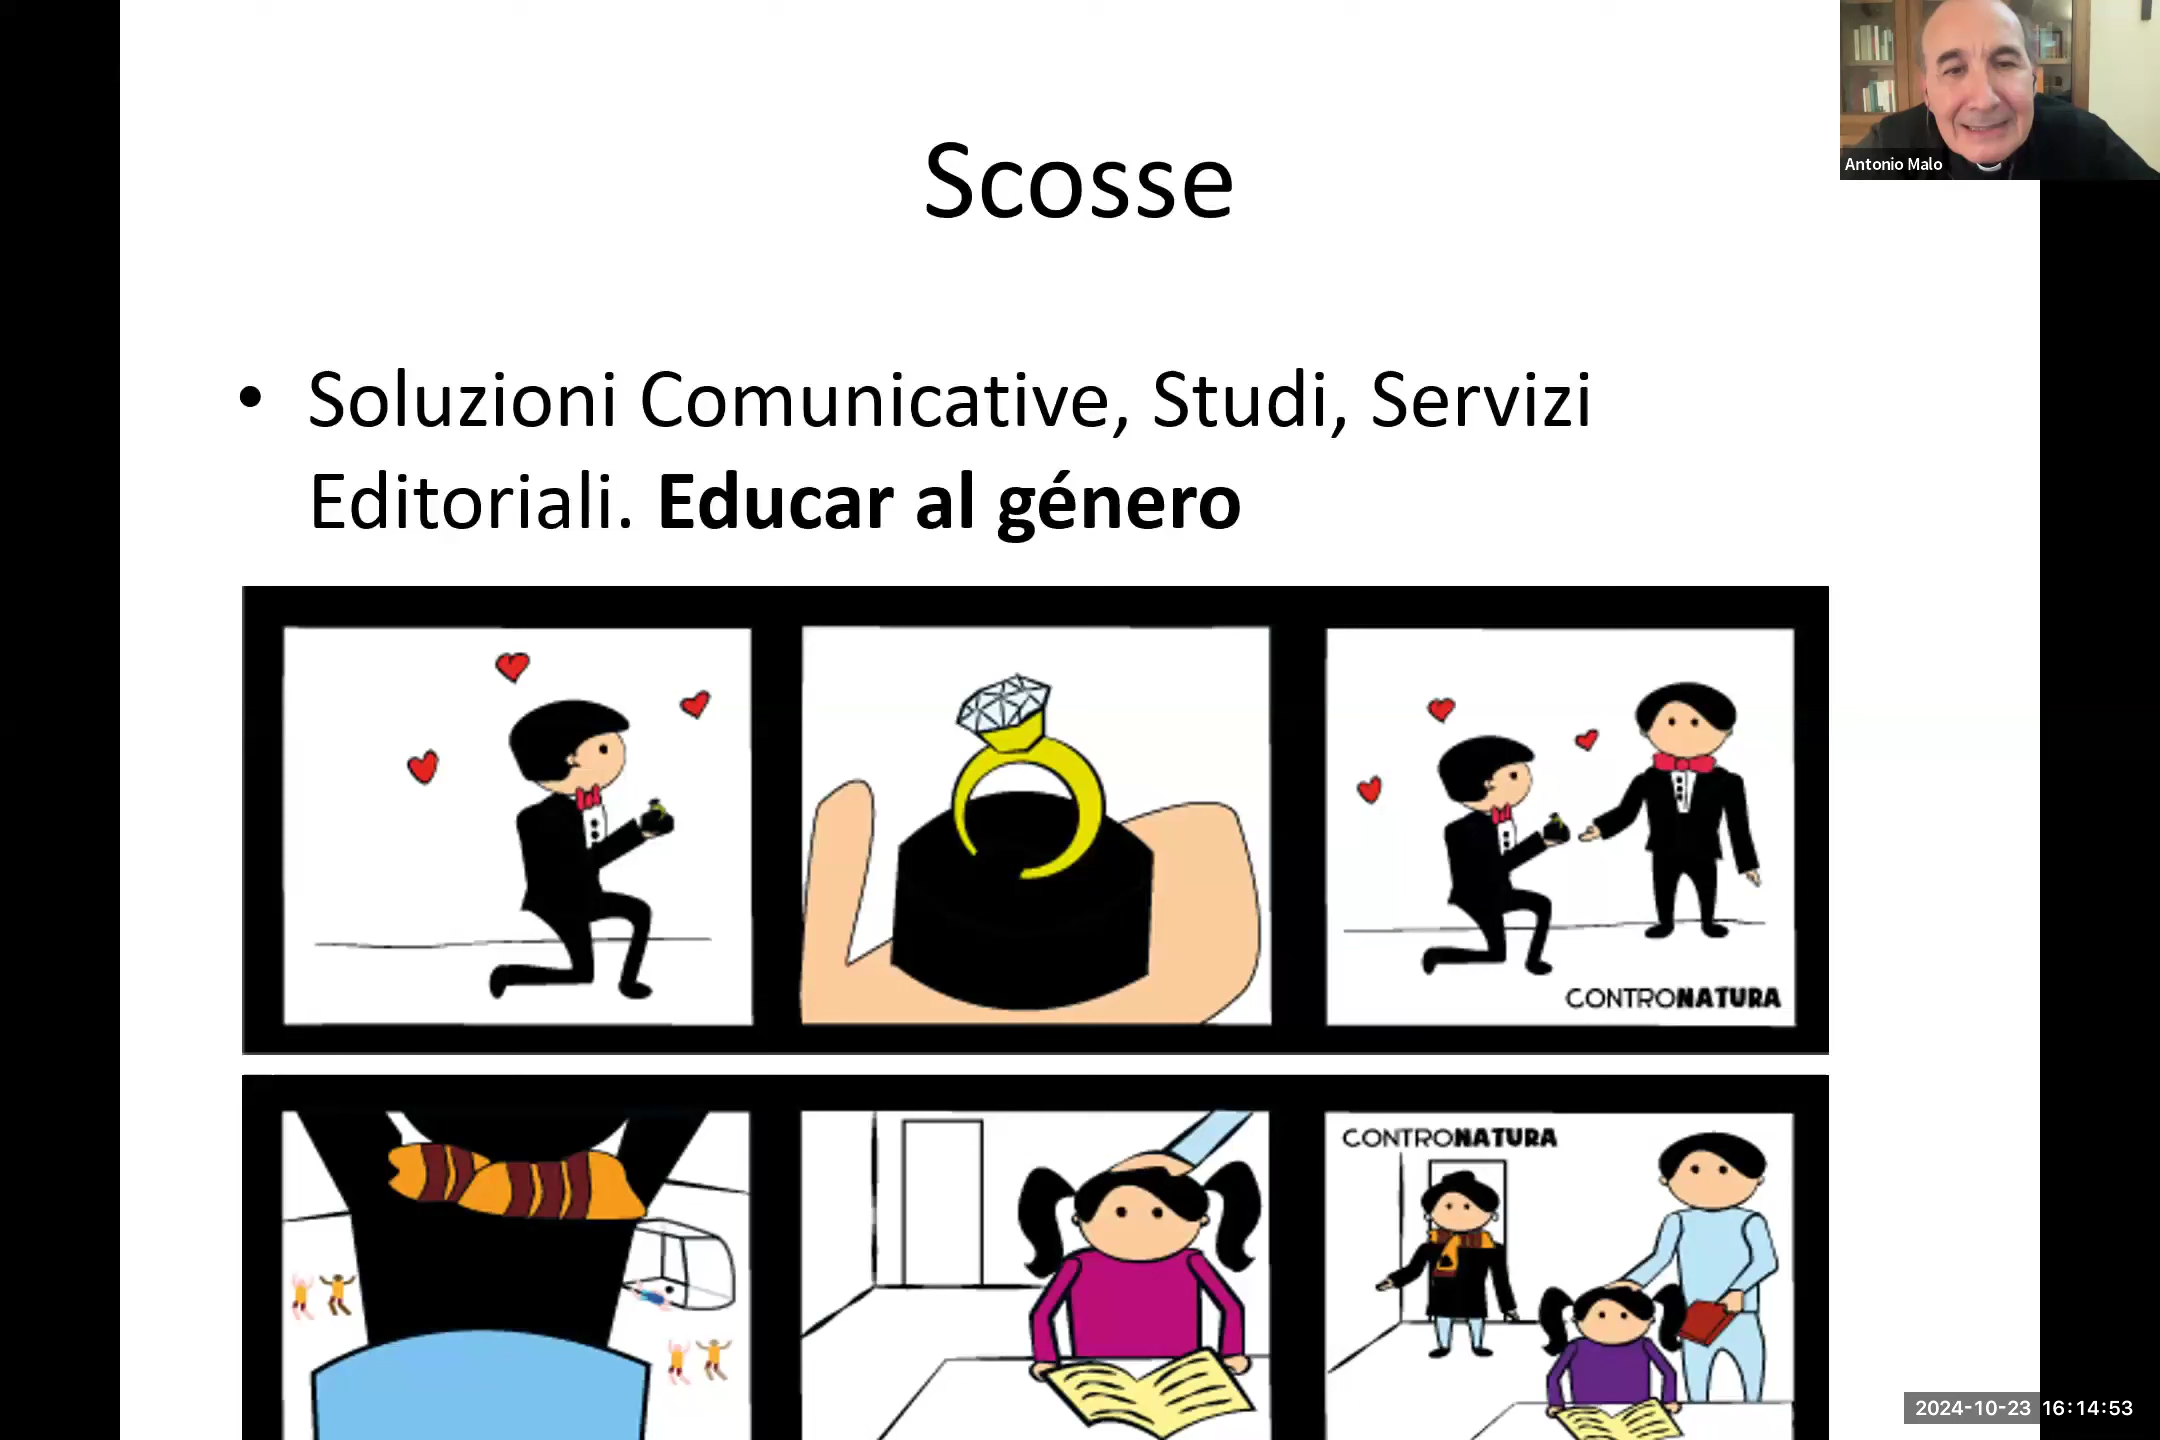 Antonio Malo
Scosse
• Soluzioni Comunicative, Studi, Servizi
Editoriali. Educar al género
CONTRONATURA
CONTRONATURA
2024-10-23 16:14:53